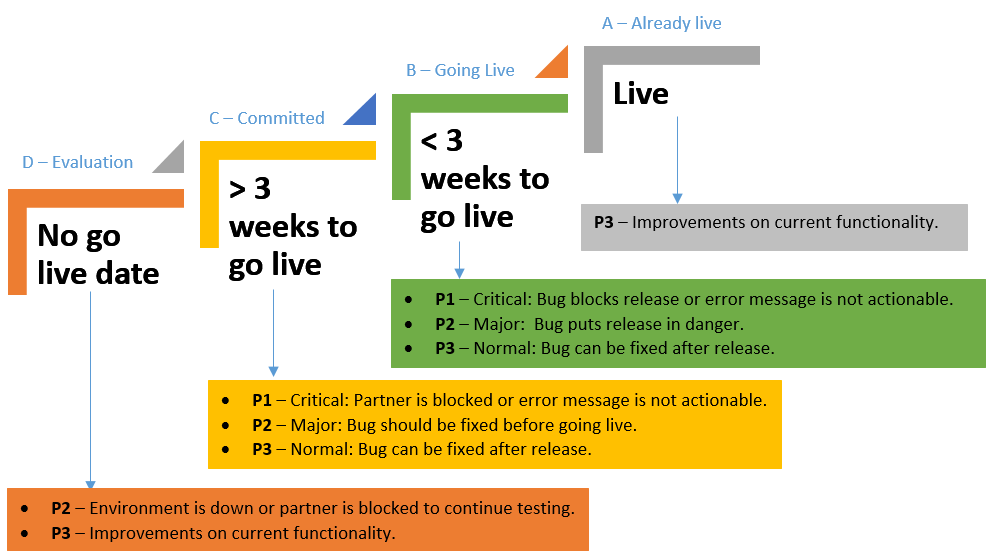 A – Already live
Live
P3 – Improvements on current functionality.
B – Going Live
< 3
weeks to
go live
• P1 – Critical: Bug blocks release or error message is not actionable.
• P2 – Major:  Bug puts release in danger.
• P3 – Normal: Bug can be fixed after release.
C – Committed
> 3
weeks to
go live
• P1 – Critical: Partner is blocked or error message is not actionable.
• P2 – Major: Bug should be fixed before going live.
• P3 – Normal: Bug can be fixed after release.
D – Evaluation
No go
live date
• P2 – Environment is down or partner is blocked to continue testing.
• P3 – Improvements on current functionality.